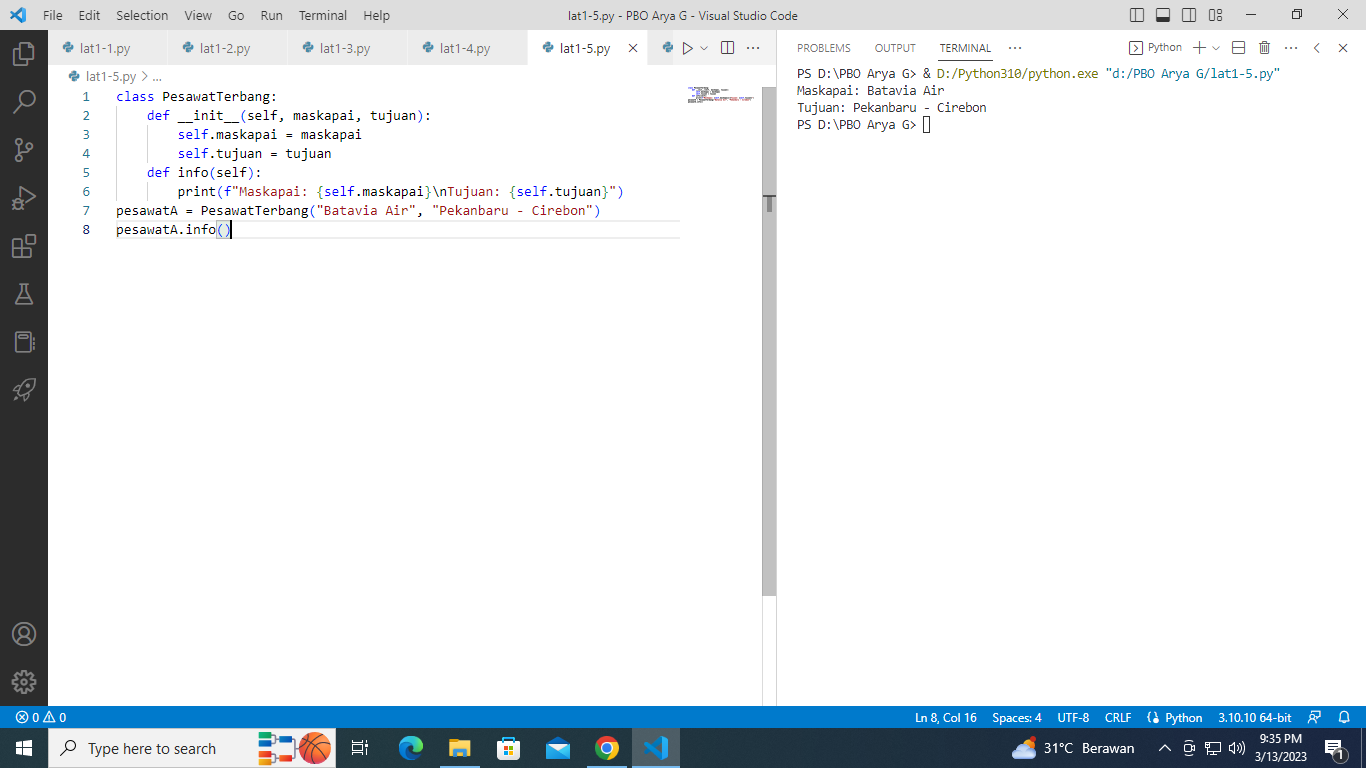 File Edit Selection View Go Run Terminal Help
lat1-5.py - PBO Arya G - Visual Studio Code
lat1-1.py lat1-2.py lat1-3.py lat1-4.py lat1-5.py
lat1-5.py > ...
1 class PesawatTerbang:
2     def __init__(self, maskapai, tujuan):
3         self.maskapai = maskapai
4         self.tujuan = tujuan
5     def info(self):
6         print(f"Maskapai: {self.maskapai}\nTujuan: {self.tujuan}")
7 pesawatA = PesawatTerbang("Batavia Air", "Pekanbaru - Cirebon")
8 pesawatA.info()
PROBLEMS OUTPUT TERMINAL ... Python
PS D:\PBO Arya G> & D:/Python310/python.exe "d:/PBO Arya G/lat1-5.py"
Maskapai: Batavia Air
Tujuan: Pekanbaru - Cirebon
PS D:\PBO Arya G>
0 0 Ln 8, Col 16 Spaces: 4 UTF-8 CRLF Python 3.10.10 64-bit
Type here to search
31°C Berawan
9:35 PM
3/13/2023
1